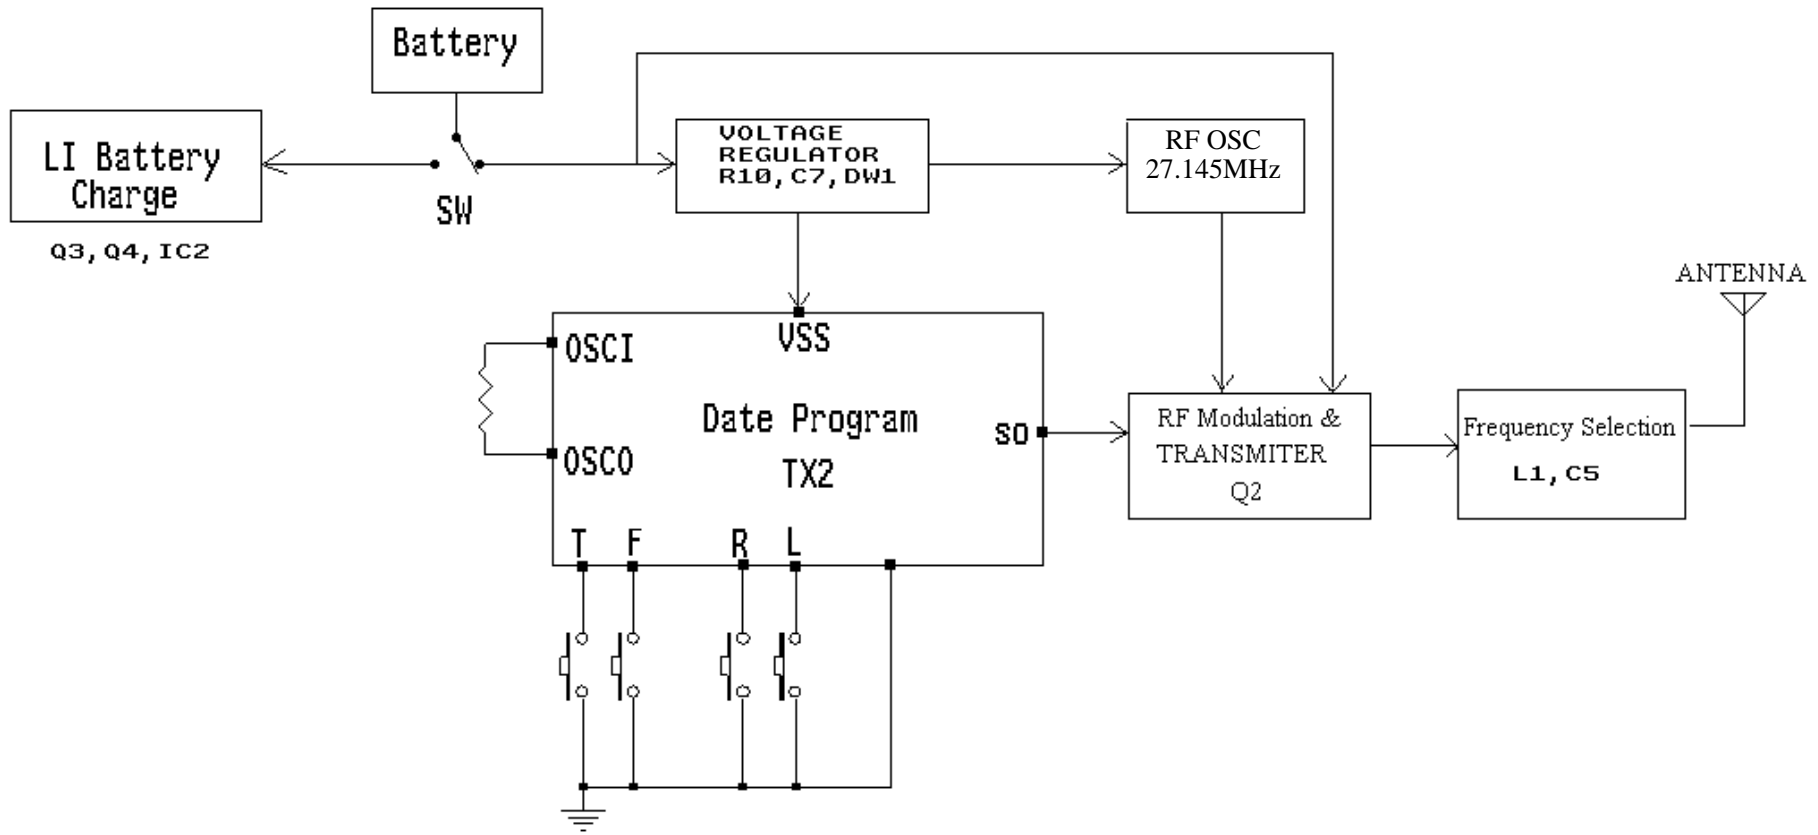 Battery
LI Battery
Charge
Q3,Q4,IC2
SW
VOLTAGE
REGULATOR
R10,C7,DW1
RF OSC
27.145MHz
ANTENNA
OSCI
VSS
OSCO
Date Program
TX2
SO
T F R L
RF Modulation &
TRANSMITER
Q2
Frequency Selection
L1,C5